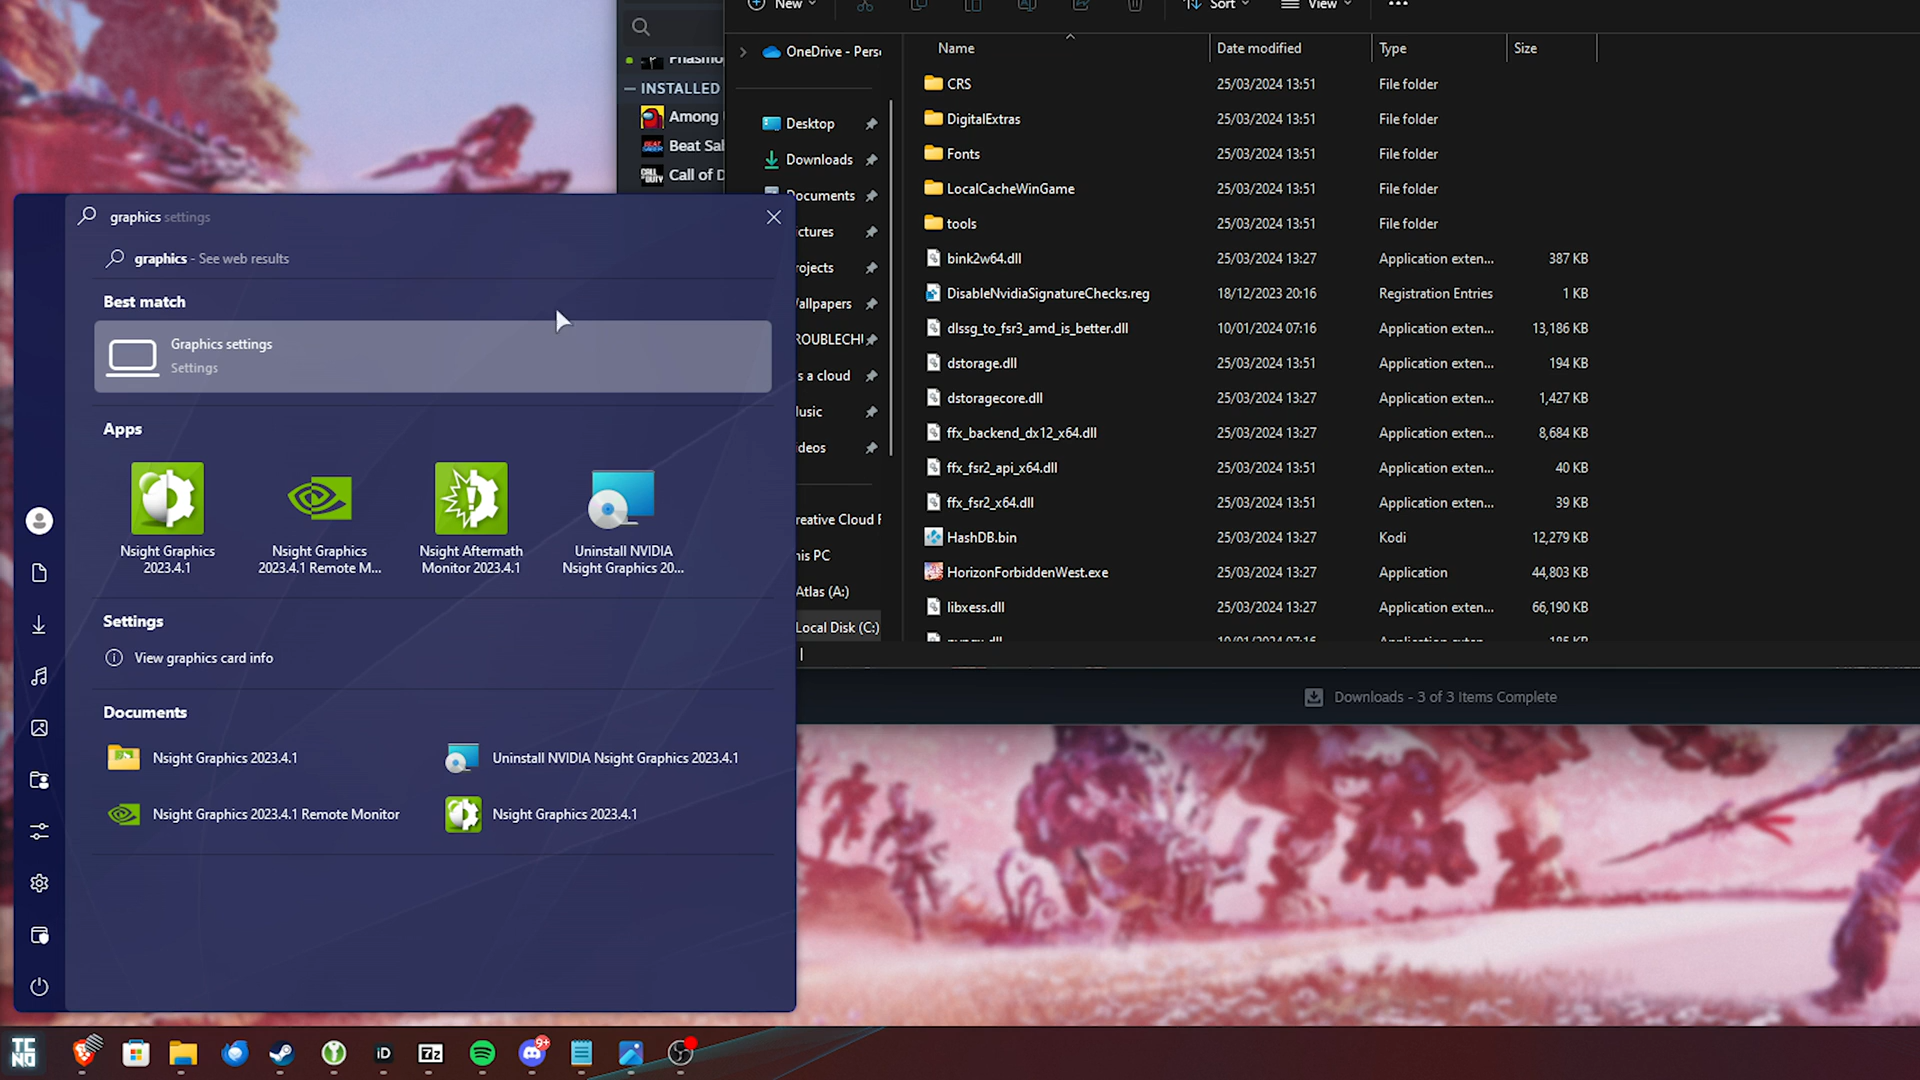 New
Sort
View
OneDrive - Pers
Name
Date modified
Type
Size
INSTALLED
Among
Beat Sa
Call of D
Desktop
Downloads
Documents
ctures
rojects
allpapers
ROUBLECH
s a cloud
usic
deos
reative Cloud F
his PC
Atlas (A:)
Local Disk (C:)
CRS 25/03/2024 13:51 File folder
DigitalExtras 25/03/2024 13:51 File folder
Fonts 25/03/2024 13:51 File folder
LocalCacheWinGame 25/03/2024 13:51 File folder
tools 25/03/2024 13:51 File folder
bink2w64.dll 25/03/2024 13:27 Application exten... 387 KB
DisableNvidiaSignatureChecks.reg 18/12/2023 20:16 Registration Entries 1 KB
dlssg_to_fsr3_amd_is_better.dll 10/01/2024 07:16 Application exten... 13,186 KB
dstorage.dll 25/03/2024 13:51 Application exten... 194 KB
dstoragecore.dll 25/03/2024 13:27 Application exten... 1,427 KB
ffx_backend_dx12_x64.dll 25/03/2024 13:27 Application exten... 8,684 KB
ffx_fsr2_api_x64.dll 25/03/2024 13:51 Application exten... 40 KB
ffx_fsr2_x64.dll 25/03/2024 13:51 Application exten... 39 KB
HashDB.bin 25/03/2024 13:27 Kodi 12,279 KB
HorizonForbiddenWest.exe 25/03/2024 13:27 Application 44,803 KB
libxess.dll 25/03/2024 13:27 Application exten... 66,190 KB
Downloads - 3 of 3 Items Complete
graphics settings
graphics - See web results
Best match
Graphics settings
Settings
Apps
Nsight Graphics
2023.4.1
Nsight Graphics
2023.4.1 Remote M...
Nsight Aftermath
Monitor 2023.4.1
Uninstall NVIDIA
Nsight Graphics 20...
Settings
View graphics card info
Documents
Nsight Graphics 2023.4.1
Uninstall NVIDIA Nsight Graphics 2023.4.1
Nsight Graphics 2023.4.1 Remote Monitor
Nsight Graphics 2023.4.1
TC
NO
iD
7z
9+